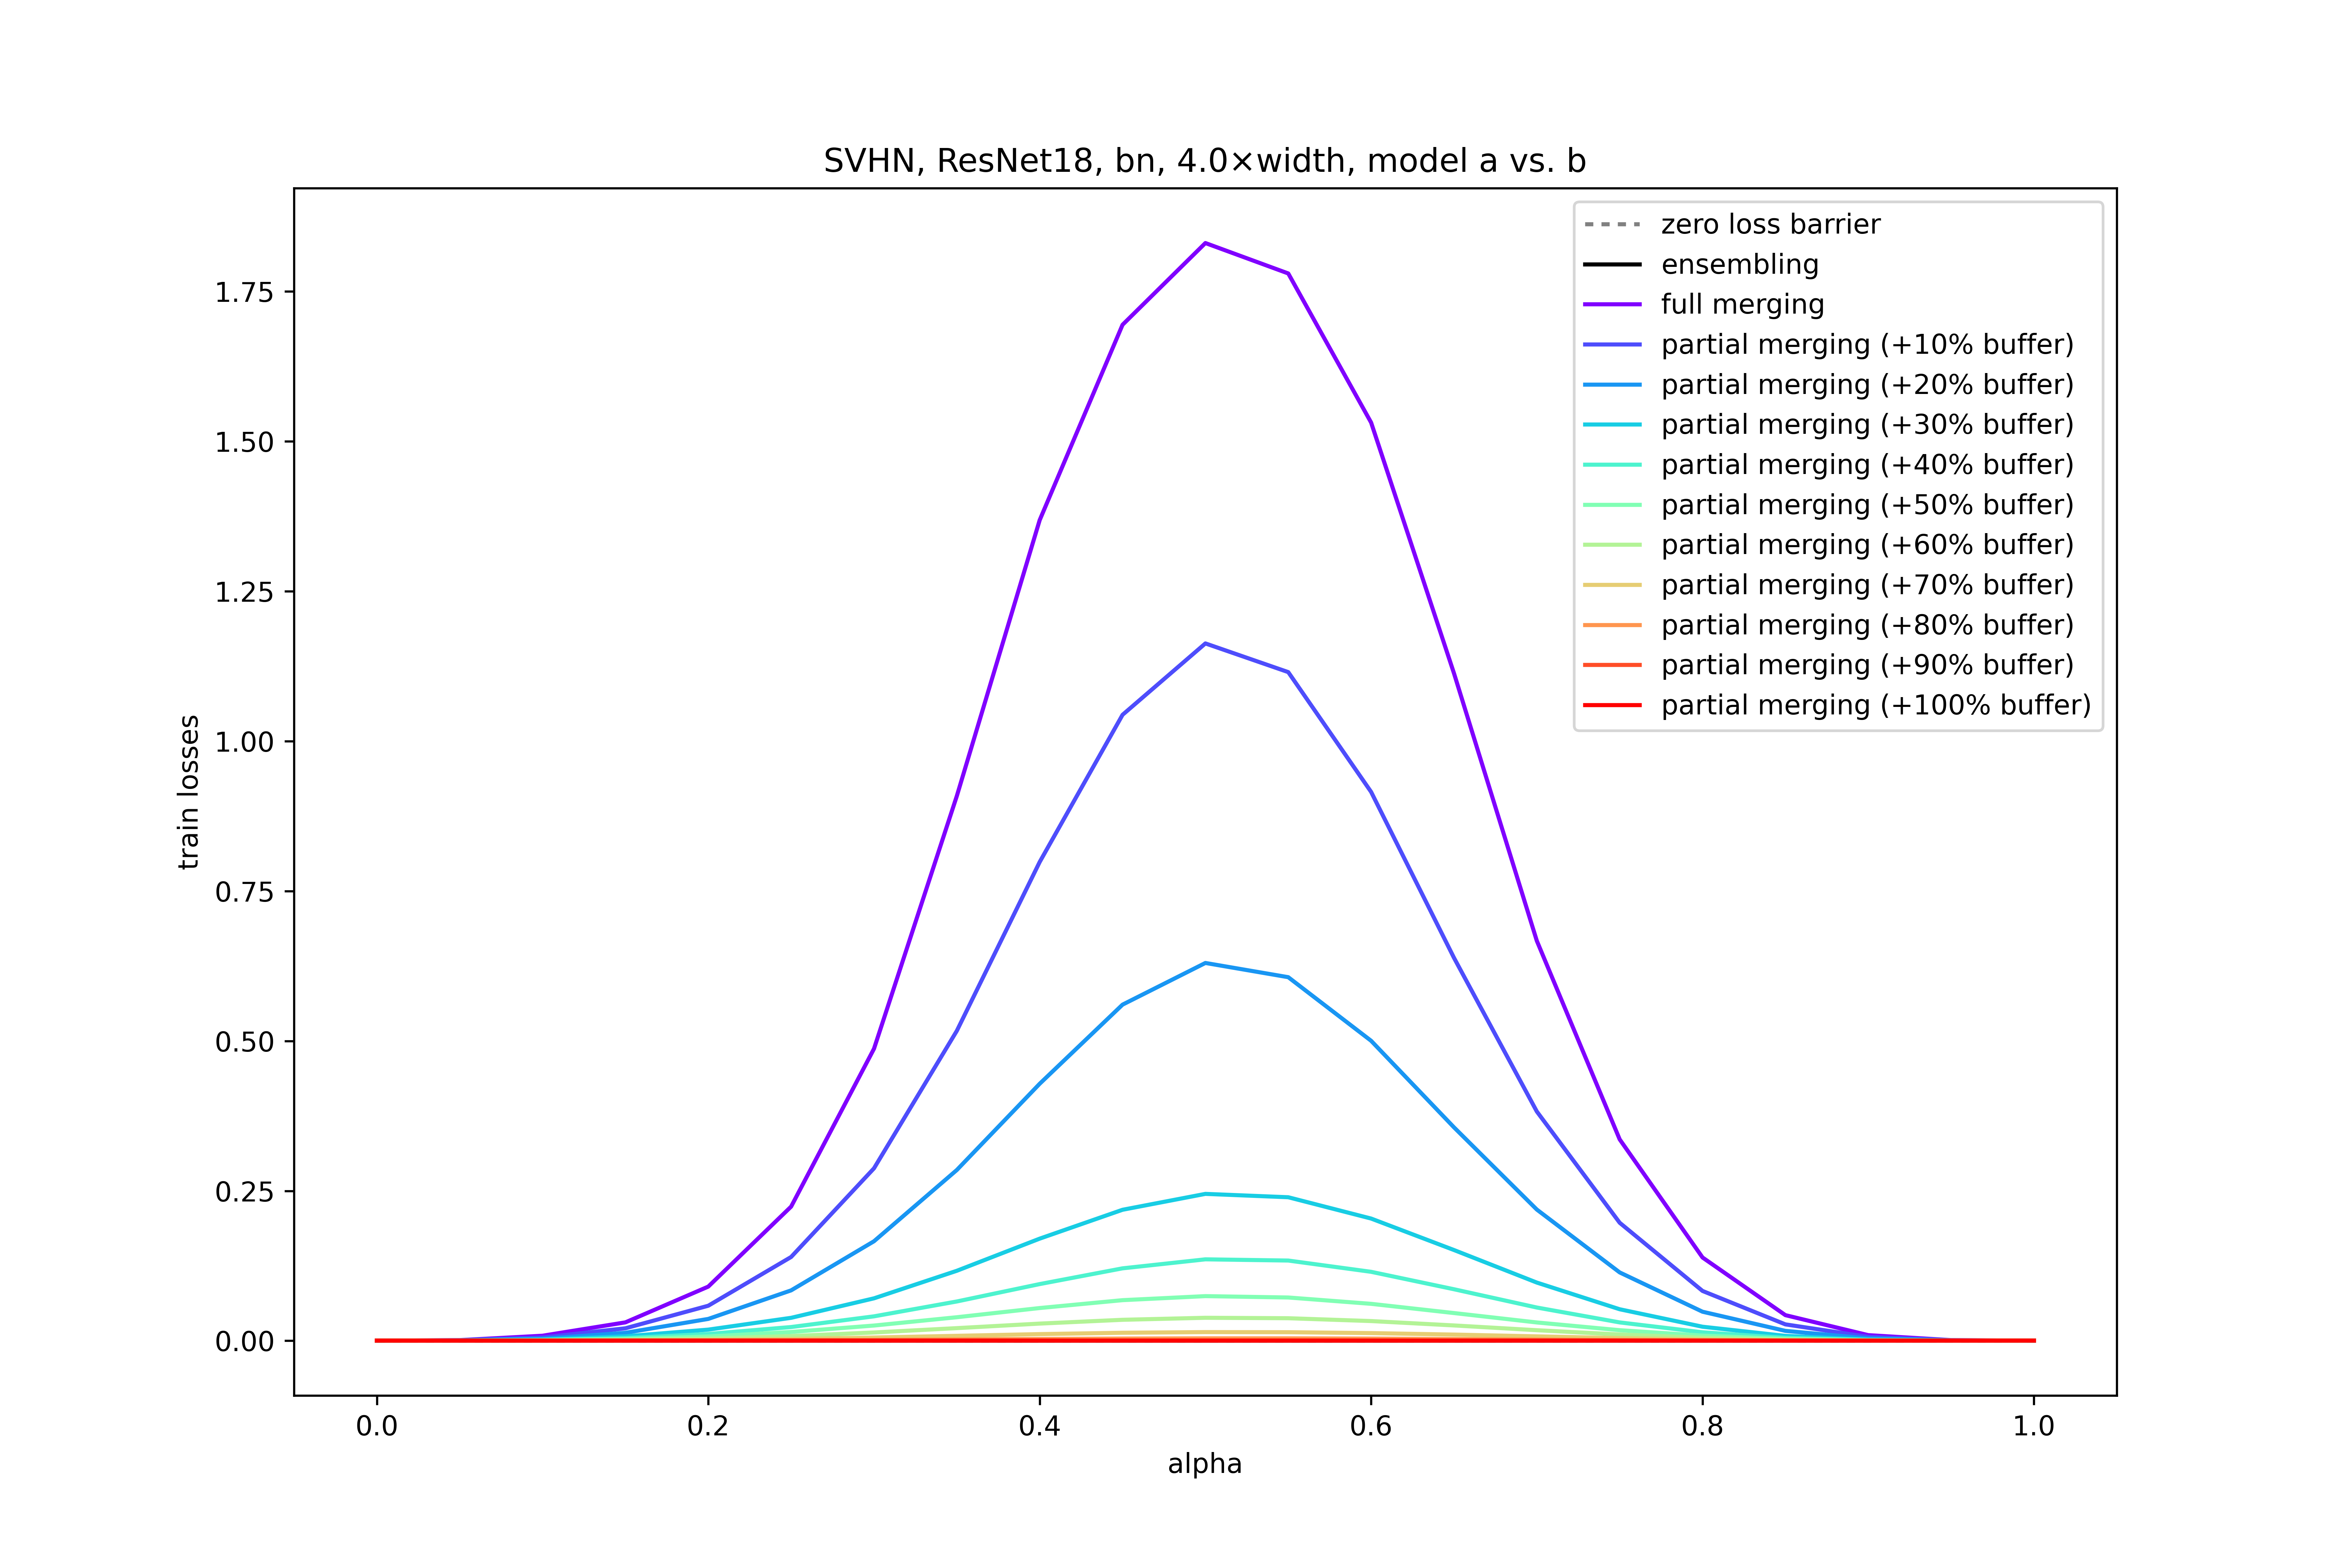 SVHN, ResNet18, bn, 4.0×width, model a vs. b
zero loss barrier
ensembling
full merging
partial merging (+10% buffer)
partial merging (+20% buffer)
partial merging (+30% buffer)
partial merging (+40% buffer)
partial merging (+50% buffer)
partial merging (+60% buffer)
partial merging (+70% buffer)
partial merging (+80% buffer)
partial merging (+90% buffer)
partial merging (+100% buffer)
train losses
1.75
1.50
1.25
1.00
0.75
0.50
0.25
0.00
0.0 0.2 0.4 0.6 0.8 1.0
alpha